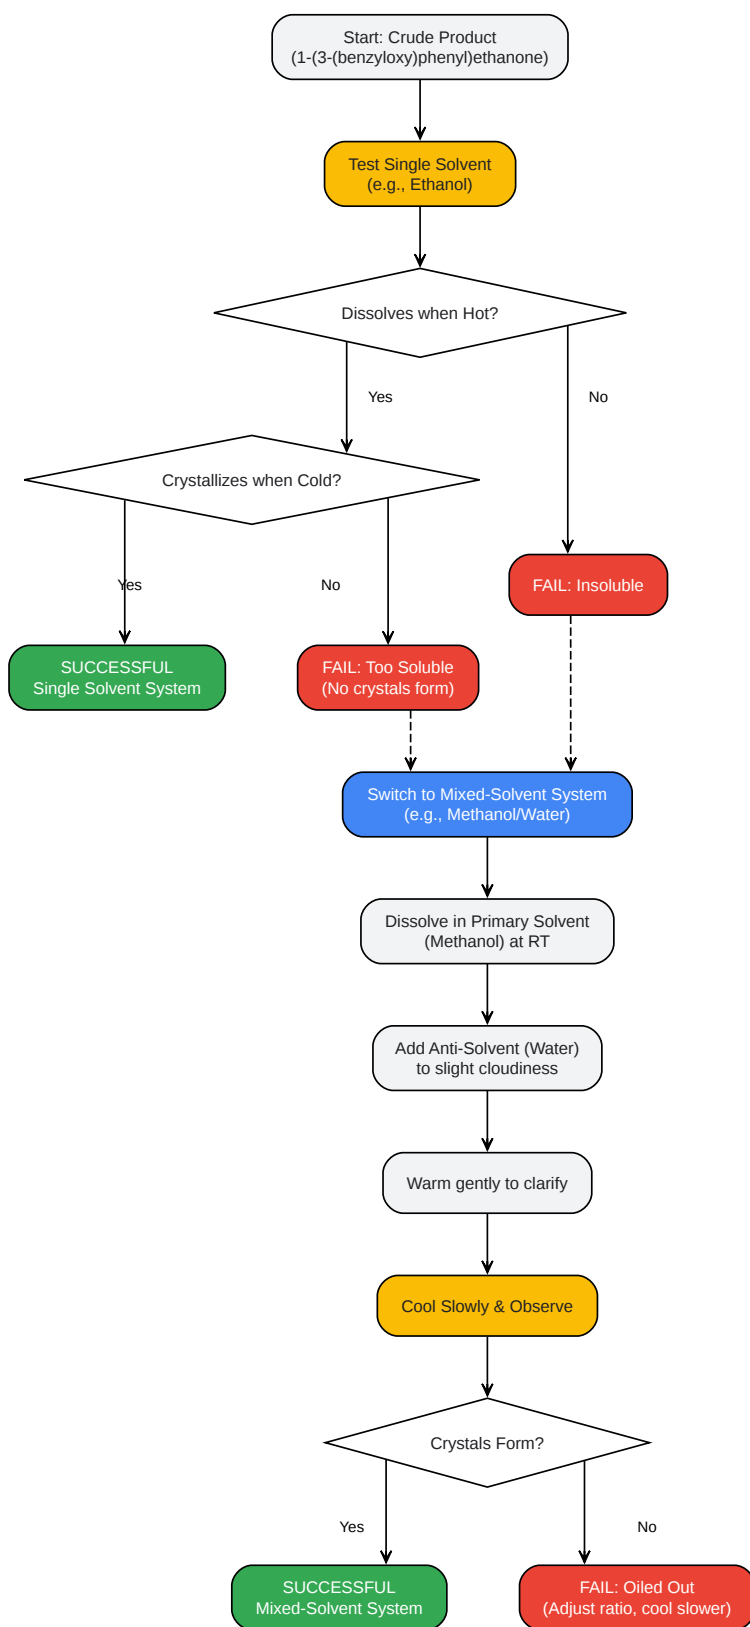 Start: Crude Product
(1-(3-(benzyloxy)phenyl)ethanone)
Test Single Solvent
(e.g., Ethanol)
Dissolves when Hot?
Yes
No
Crystallizes when Cold?
Yes
No
FAIL: Insoluble
SUCCESSFUL
Single Solvent System
FAIL: Too Soluble
(No crystals form)
Switch to Mixed-Solvent System
(e.g., Methanol/Water)
Dissolve in Primary Solvent
(Methanol) at RT
Add Anti-Solvent (Water)
to slight cloudiness
Warm gently to clarify
Cool Slowly & Observe
Crystals Form?
Yes
No
SUCCESSFUL
Mixed-Solvent System
FAIL: Oiled Out
(Adjust ratio, cool slower)